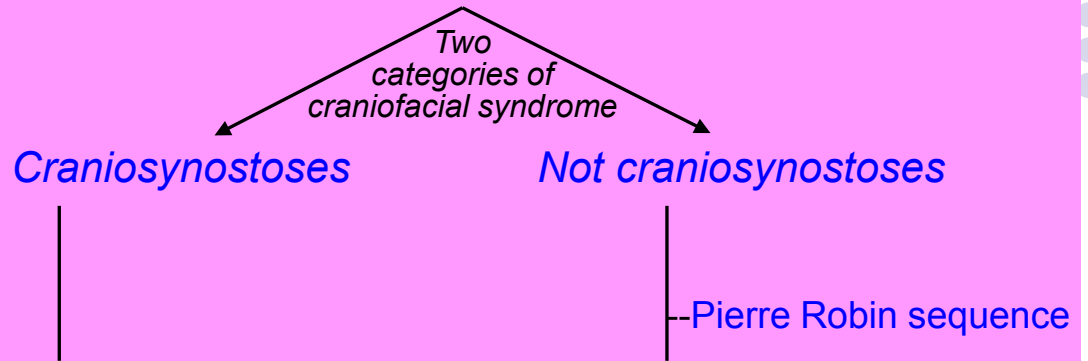 Two
categories of
craniofacial syndrome
Craniosynostoses
Not craniosynostoses
--Pierre Robin sequence